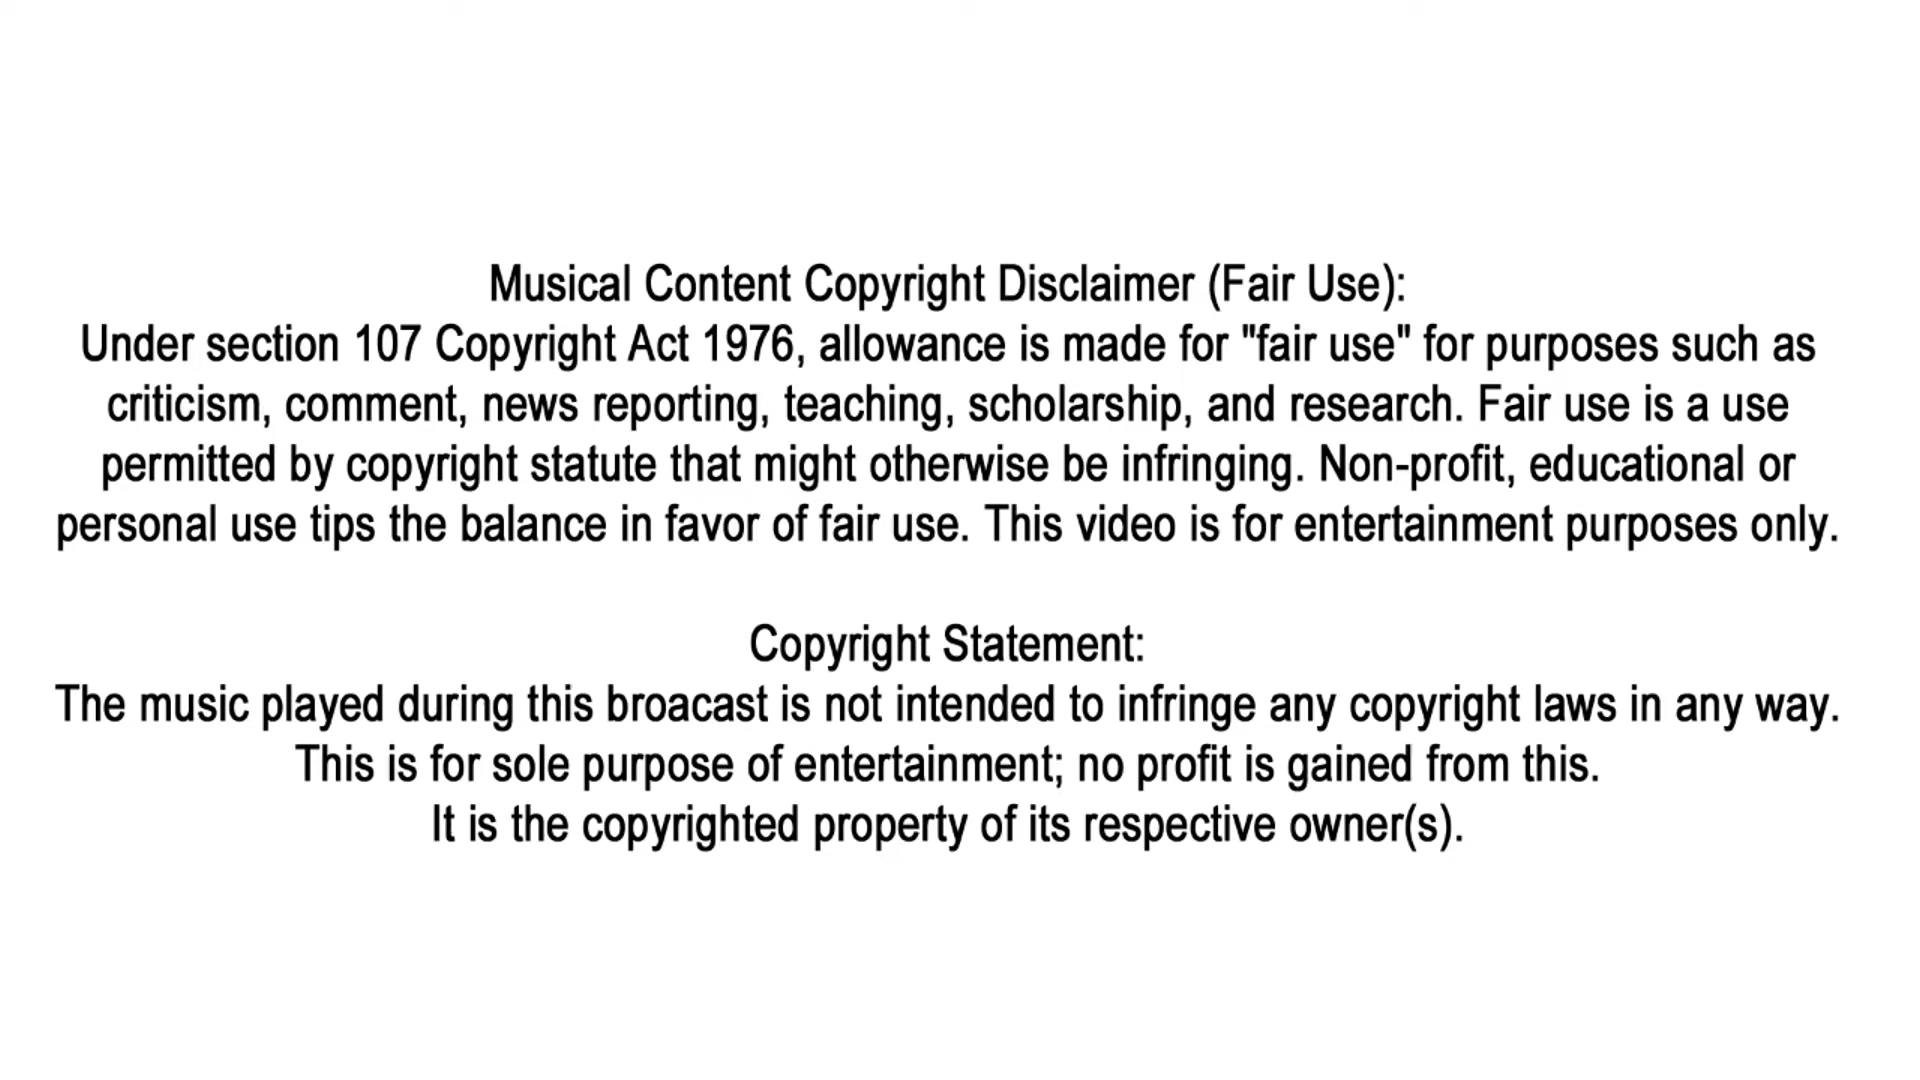 Musical Content Copyright Disclaimer (Fair Use):
Under section 107 Copyright Act 1976, allowance is made for "fair use" for purposes such as
criticism, comment, news reporting, teaching, scholarship, and research. Fair use is a use
permitted by copyright statute that might otherwise be infringing. Non-profit, educational or
personal use tips the balance in favor of fair use. This video is for entertainment purposes only.
Copyright Statement:
The music played during this broacast is not intended to infringe any copyright laws in any way.
This is for sole purpose of entertainment; no profit is gained from this.
It is the copyrighted property of its respective owner(s).